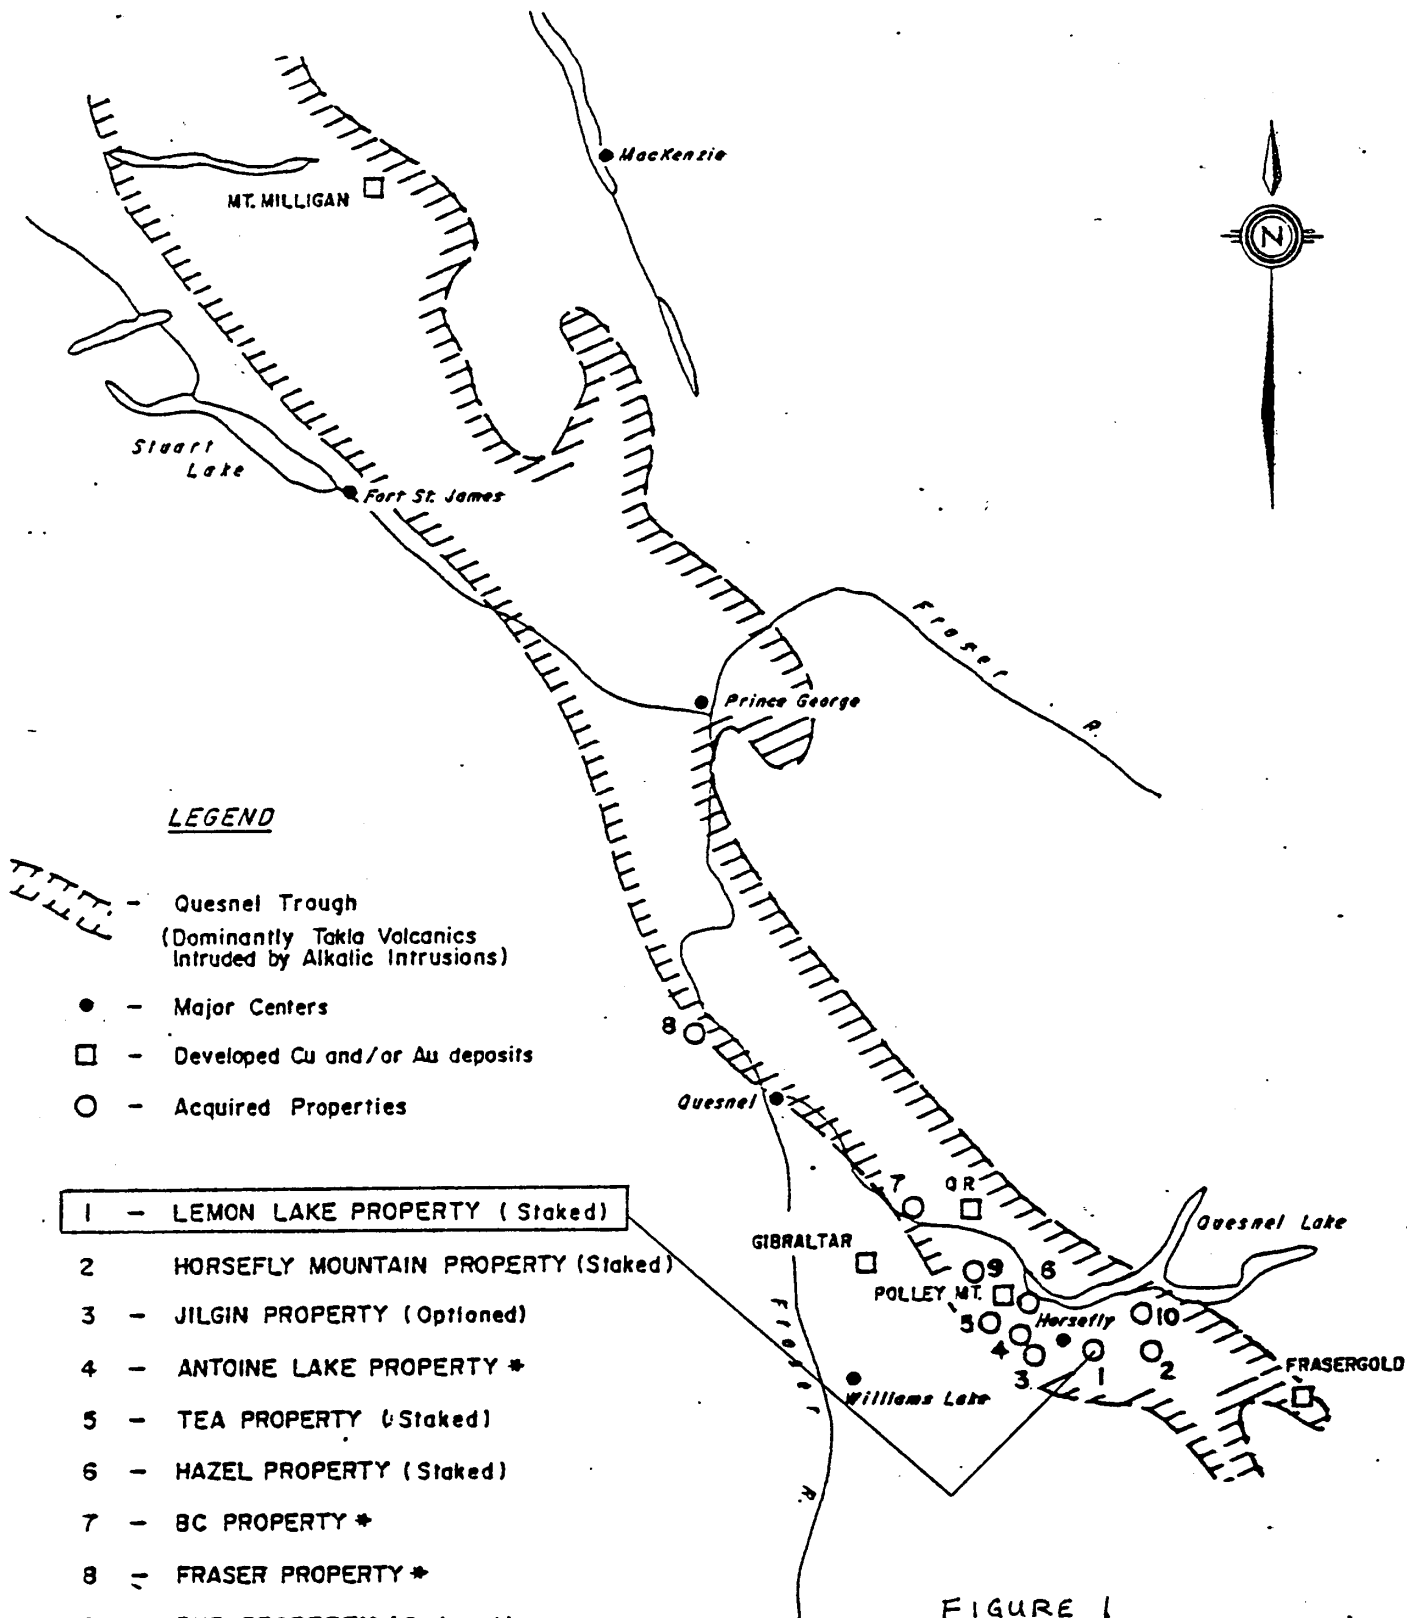 MacKenzie
MT. MILLIGAN
N
Stuart
Lake
Fort St. James
Fraser
R.
Prince George
LEGEND
- Quesnel Trough
(Dominantly Takla Volcanics
Intruded by Alkalic Intrusions)
- Major Centers
- Developed Cu and/or Au deposits
- Acquired Properties
8
Quesnel
7
QR
Quesnel Lake
GIBRALTAR
9
6
POLLEY MT.
5
Horsefly
10
4
3
1
2
FRASERGOLD
Williams Lake
Fraser
R.
1 - LEMON LAKE PROPERTY (Staked)
2 HORSEFLY MOUNTAIN PROPERTY (Staked)
3 - JILGIN PROPERTY (Optioned)
4 - ANTOINE LAKE PROPERTY *
5 - TEA PROPERTY (Staked)
6 - HAZEL PROPERTY (Staked)
7 - BC PROPERTY *
8 - FRASER PROPERTY *
FIGURE 1